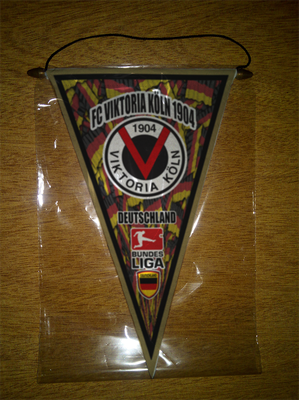 FC VIKTORIA KÖLN 1904
1904
VIKTORIA KÖLN
DEUTSCHLAND
BUNDES
LIGA